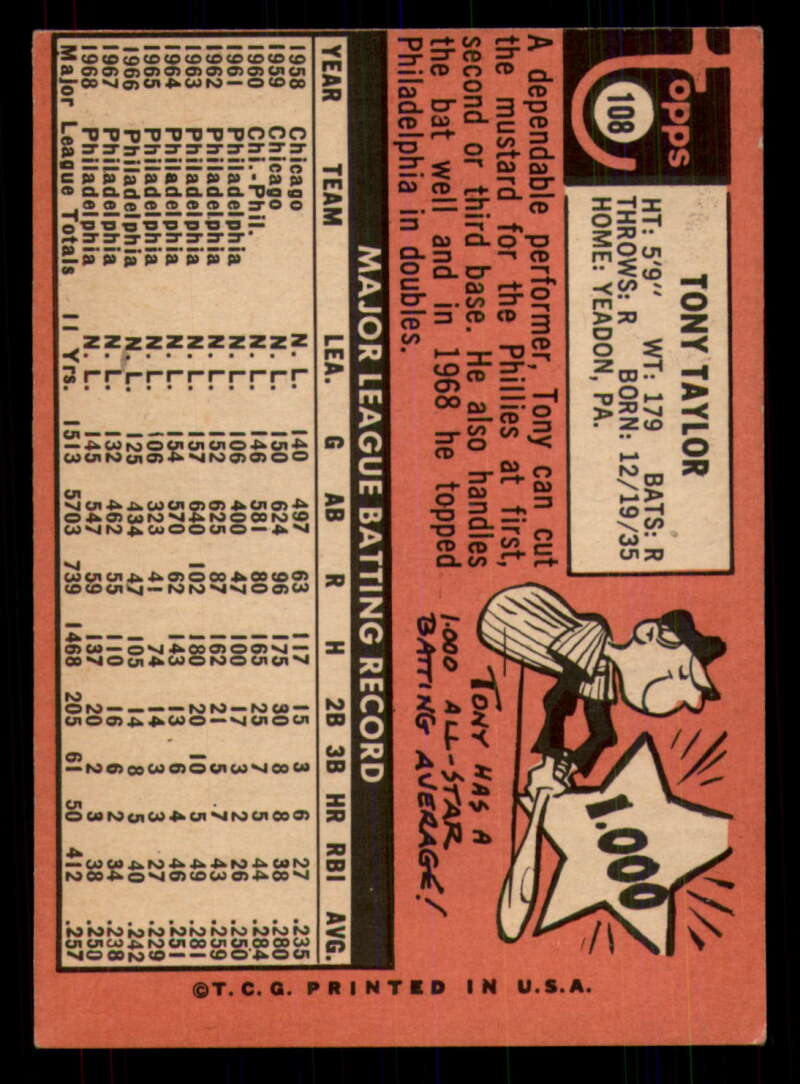 Topps
108
TONY TAYLOR
HT: 5'9" WT: 179 BATS: R
THROWS: R BORN: 12/19/35
HOME: YEADON, PA.
A dependable performer, Tony can cut
the mustard for the Phillies at first,
second or third base. He also handles
the bat well and in 1968 he topped
Philadelphia in doubles.
1.000
TONY HAS A
1.000 ALL-STAR
BATTING AVERAGE!
MAJOR LEAGUE BATTING RECORD
YEAR TEAM LEA. G AB R H 2B 3B HR RBI AVG.
1958 Chicago N. L. 140 497 63 117 15 3 6 27 .235
1959 Chicago N. L. 150 624 96 175 30 8 8 38 .280
1960 Chi.-Phil. N. L. 146 581 80 165 25 7 5 44 .284
1961 Philadelphia N. L. 106 400 47 100 17 3 2 26 .250
1962 Philadelphia N. L. 152 625 87 162 21 5 7 43 .259
1963 Philadelphia N. L. 157 640 102 180 20 10 5 49 .281
1964 Philadelphia N. L. 154 570 62 143 13 6 4 46 .251
1965 Philadelphia N. L. 106 323 41 74 14 3 3 27 .229
1966 Philadelphia N. L. 125 434 47 105 14 8 5 40 .242
1967 Philadelphia N. L. 132 462 55 110 16 6 2 34 .238
1968 Philadelphia N. L. 145 547 59 137 20 2 3 38 .250
Major League Totals 11 Yrs. 1513 5703 739 1468 205 61 50 412 .257
©T.C.G. PRINTED IN U.S.A.